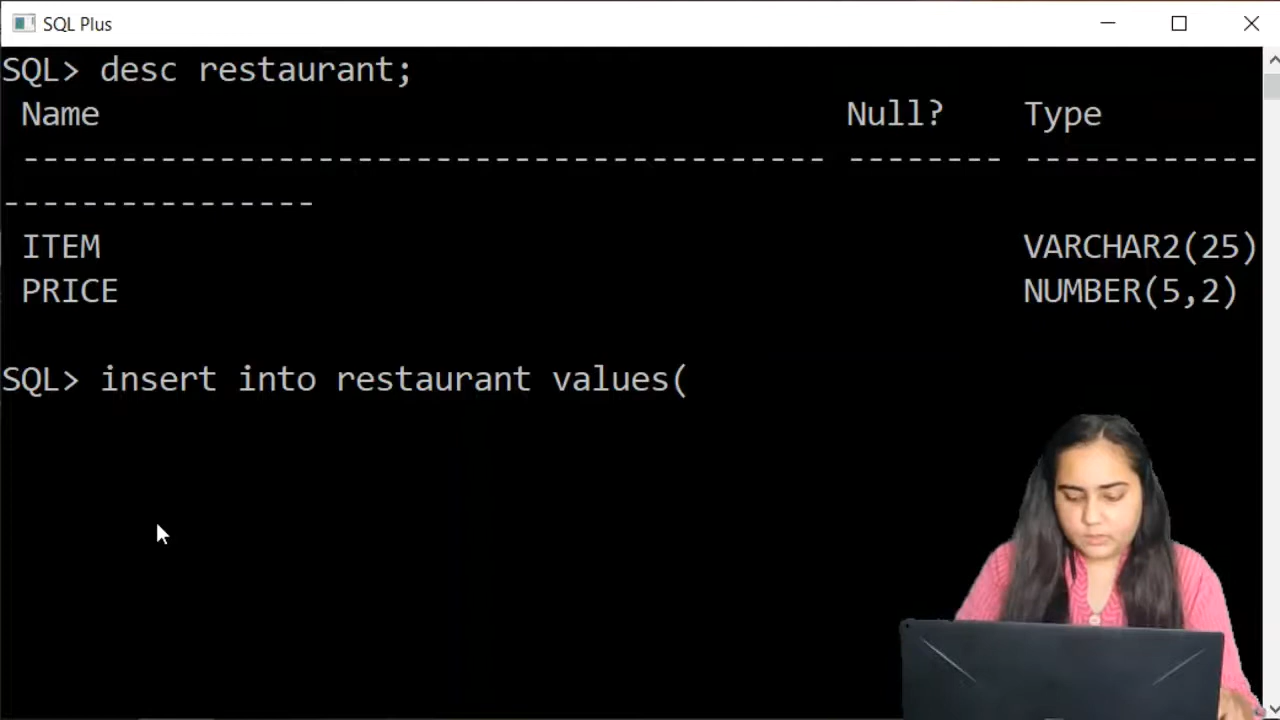 SQL Plus
SQL> desc restaurant;
Name Null? Type
----------------------------------------- -------- ------------
----------------
ITEM VARCHAR2(25)
PRICE NUMBER(5,2)
SQL> insert into restaurant values(